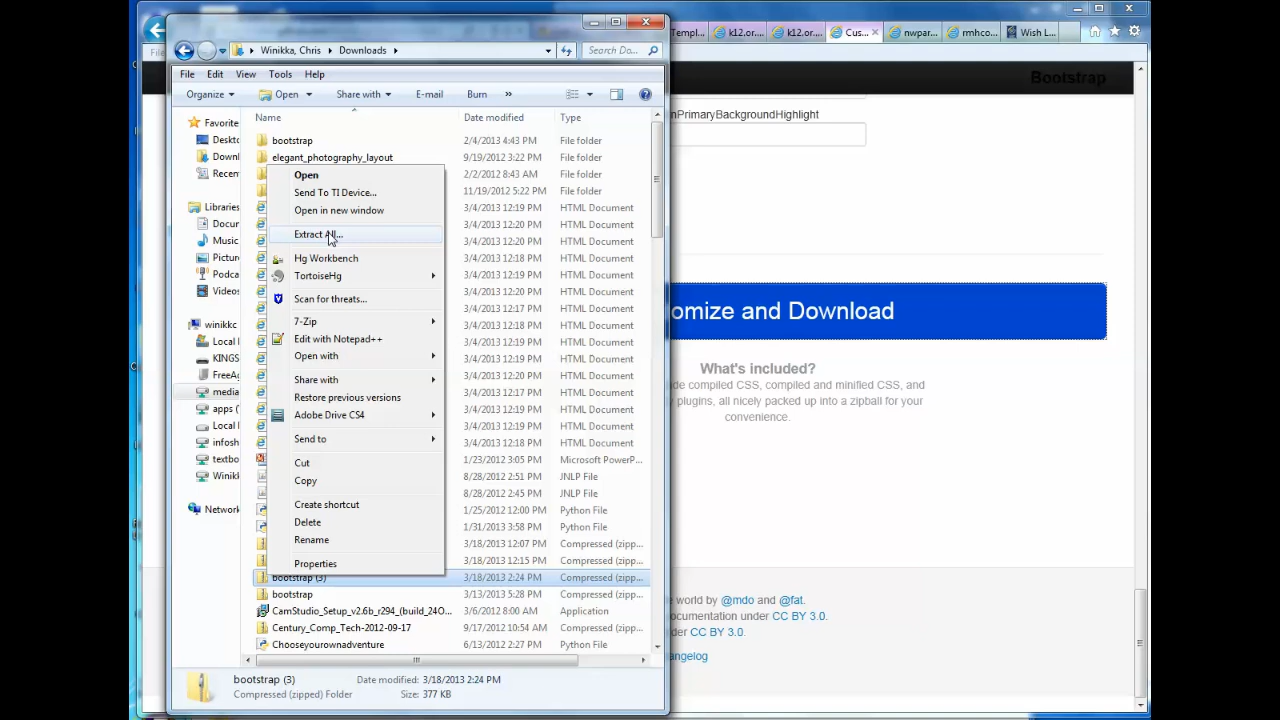 Templ...
k12.or...
k12.or...
Cus...
nwpar...
rmhco...
Wish L...
Winikka, Chris
Downloads
Search Do...
File
Edit
View
Tools
Help
Bootstrap
Organize
Open
Share with
E-mail
Burn
»
Name
Date modified
Type
nPrimaryBackgroundHighlight
Favorite
Deskto
Downl
Recen
Libraries
Docur
Music
Pictur
Podca
Videos
winikkc
Local
KINGS
FreeA
media
apps (
Local
infosh
textbo
Winikk
Network
bootstrap
2/4/2013 4:43 PM
File folder
elegant_photography_layout
9/19/2012 3:22 PM
File folder
2/2/2012 8:43 AM
File folder
11/19/2012 5:22 PM
File folder
3/4/2013 12:19 PM
HTML Document
3/4/2013 12:20 PM
HTML Document
3/4/2013 12:20 PM
HTML Document
3/4/2013 12:18 PM
HTML Document
3/4/2013 12:19 PM
HTML Document
3/4/2013 12:20 PM
HTML Document
3/4/2013 12:17 PM
HTML Document
3/4/2013 12:18 PM
HTML Document
3/4/2013 12:19 PM
HTML Document
3/4/2013 12:19 PM
HTML Document
3/4/2013 12:20 PM
HTML Document
3/4/2013 12:17 PM
HTML Document
3/4/2013 12:19 PM
HTML Document
3/4/2013 12:19 PM
HTML Document
3/4/2013 12:18 PM
HTML Document
1/23/2012 3:05 PM
Microsoft PowerP...
8/28/2012 2:51 PM
JNLP File
8/28/2012 2:45 PM
JNLP File
1/25/2012 12:00 PM
Python File
1/31/2013 3:58 PM
Python File
3/18/2013 12:07 PM
Compressed (zipp...
3/18/2013 12:15 PM
Compressed (zipp...
bootstrap (3)
3/18/2013 2:24 PM
Compressed (zipp...
bootstrap
3/13/2013 5:28 PM
Compressed (zipp...
CamStudio_Setup_v2.6b_r294_(build_24O...
3/6/2012 8:00 AM
Application
Century_Comp_Tech-2012-09-17
9/17/2012 10:54 AM
Compressed (zipp...
Chooseyourownadventure
6/13/2012 2:27 PM
Python File
Open
Send To TI Device...
Open in new window
Extract All...
Hg Workbench
TortoiseHg
Scan for threats...
7-Zip
Edit with Notepad++
Open with
Share with
Restore previous versions
Adobe Drive CS4
Send to
Cut
Copy
Create shortcut
Delete
Rename
Properties
bootstrap (3)
Date modified: 3/18/2013 2:24 PM
Compressed (zipped) Folder
Size: 377 KB
omize and Download
What's included?
de compiled CSS, compiled and minified CSS, and
y plugins, all nicely packed up into a zipball for your
convenience.
e world by @mdo and @fat.
ocumentation under CC BY 3.0.
der CC BY 3.0.
angelog